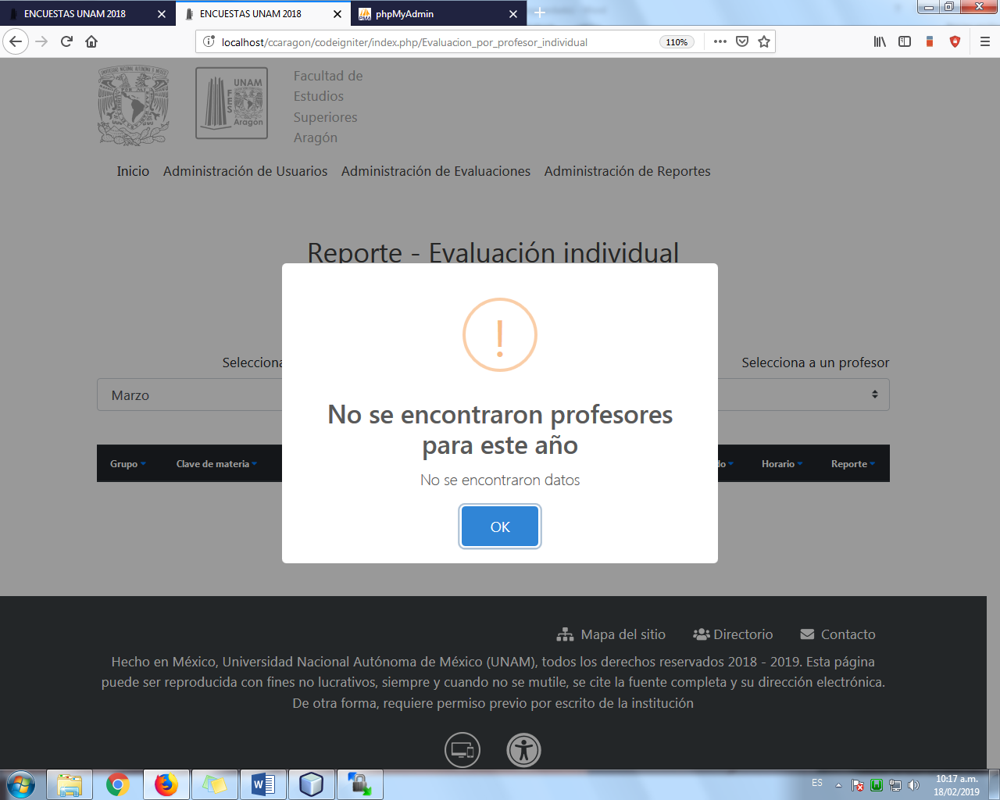 ENCUESTAS UNAM 2018
ENCUESTAS UNAM 2018
phpMyAdmin
localhost/ccaragon/codeigniter/index.php/Evaluacion_por_profesor_individual
110%
UNAM
FES
Aragón
Facultad de
Estudios
Superiores
Aragón
Inicio Administración de Usuarios Administración de Evaluaciones Administración de Reportes
Reporte - Evaluación individual
Selecciona a un profesor
Marzo
Grupo Clave de materia Horario Reporte
No se encontraron profesores
para este año
No se encontraron datos
OK
Mapa del sitio Directorio Contacto
Hecho en México, Universidad Nacional Autónoma de México (UNAM), todos los derechos reservados 2018 - 2019. Esta página
puede ser reproducida con fines no lucrativos, siempre y cuando no se mutile, se cite la fuente completa y su dirección electrónica.
De otra forma, requiere permiso previo por escrito de la institución
ES
10:17 a.m.
18/02/2019